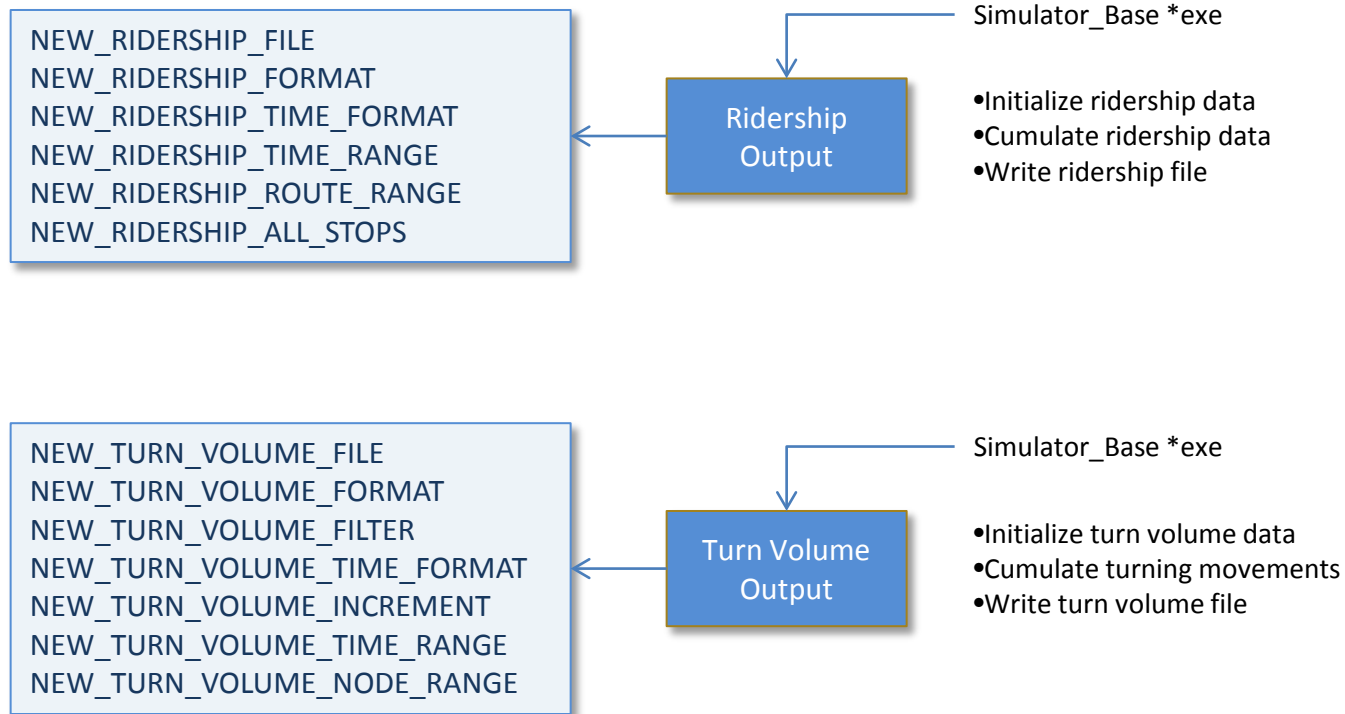 NEW_RIDERSHIP_FILE
NEW_RIDERSHIP_FORMAT
NEW_RIDERSHIP_TIME_FORMAT
NEW_RIDERSHIP_TIME_RANGE
NEW_RIDERSHIP_ROUTE_RANGE
NEW_RIDERSHIP_ALL_STOPS
Ridership
Output
Simulator_Base *exe
•Initialize ridership data
•Cumulate ridership data
•Write ridership file
NEW_TURN_VOLUME_FILE
NEW_TURN_VOLUME_FORMAT
NEW_TURN_VOLUME_FILTER
NEW_TURN_VOLUME_TIME_FORMAT
NEW_TURN_VOLUME_INCREMENT
NEW_TURN_VOLUME_TIME_RANGE
NEW_TURN_VOLUME_NODE_RANGE
Turn Volume
Output
Simulator_Base *exe
•Initialize turn volume data
•Cumulate turning movements
•Write turn volume file